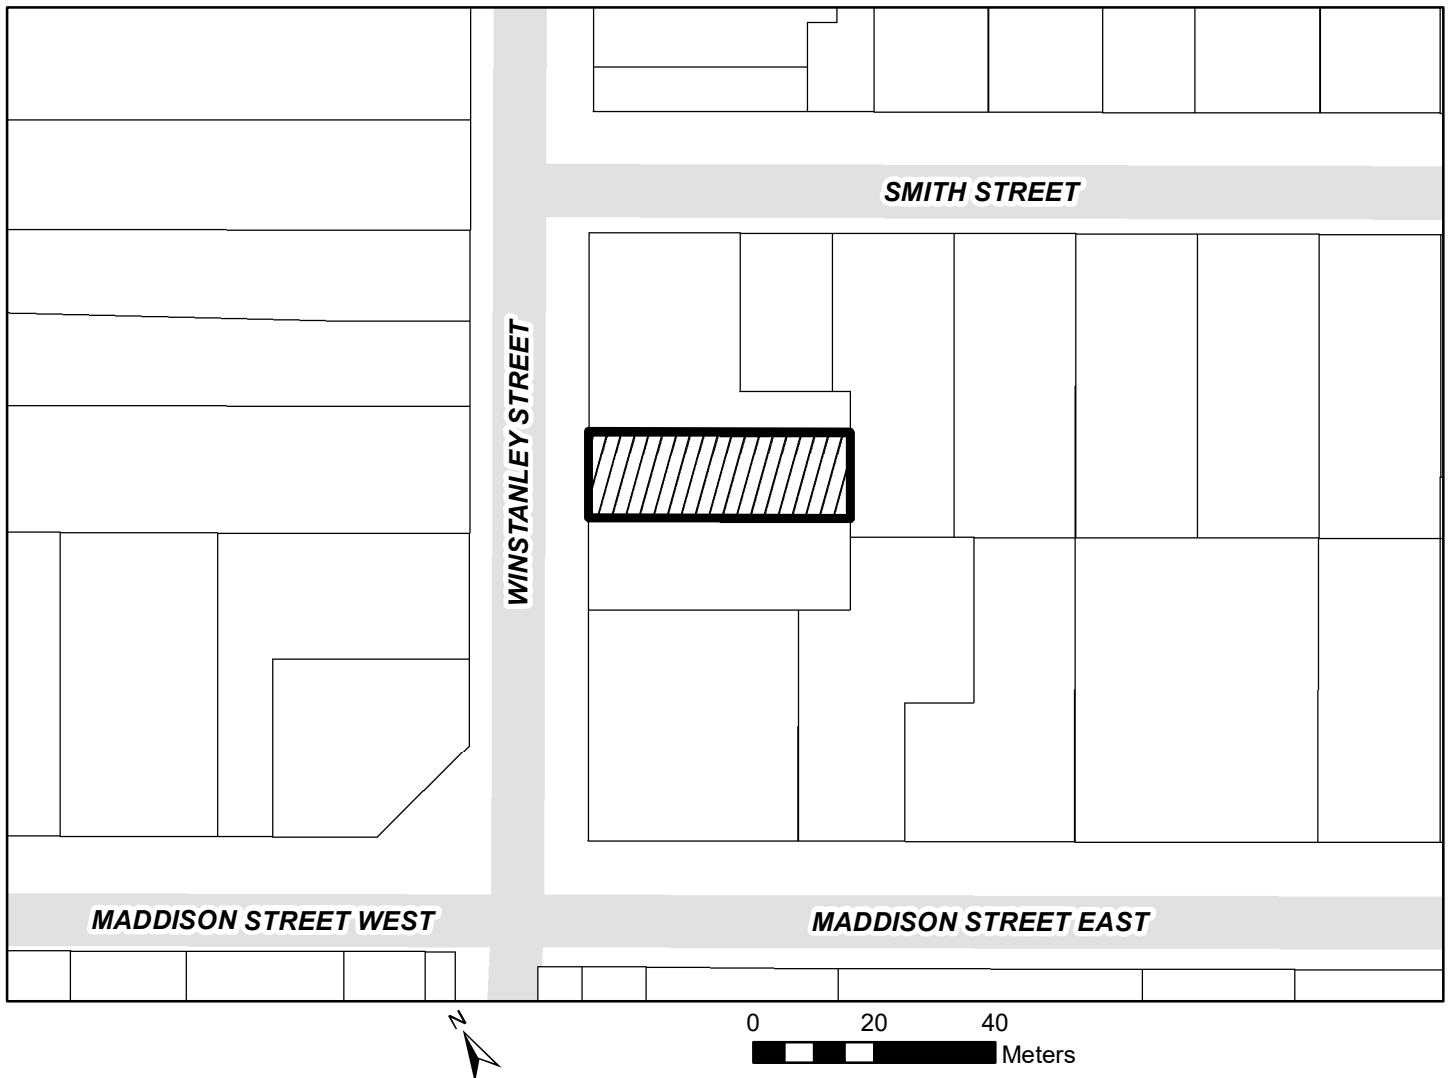 SMITH STREET
WINSTANLEY STREET
MADDISON STREET WEST
MADDISON STREET EAST
N
0 20 40
Meters